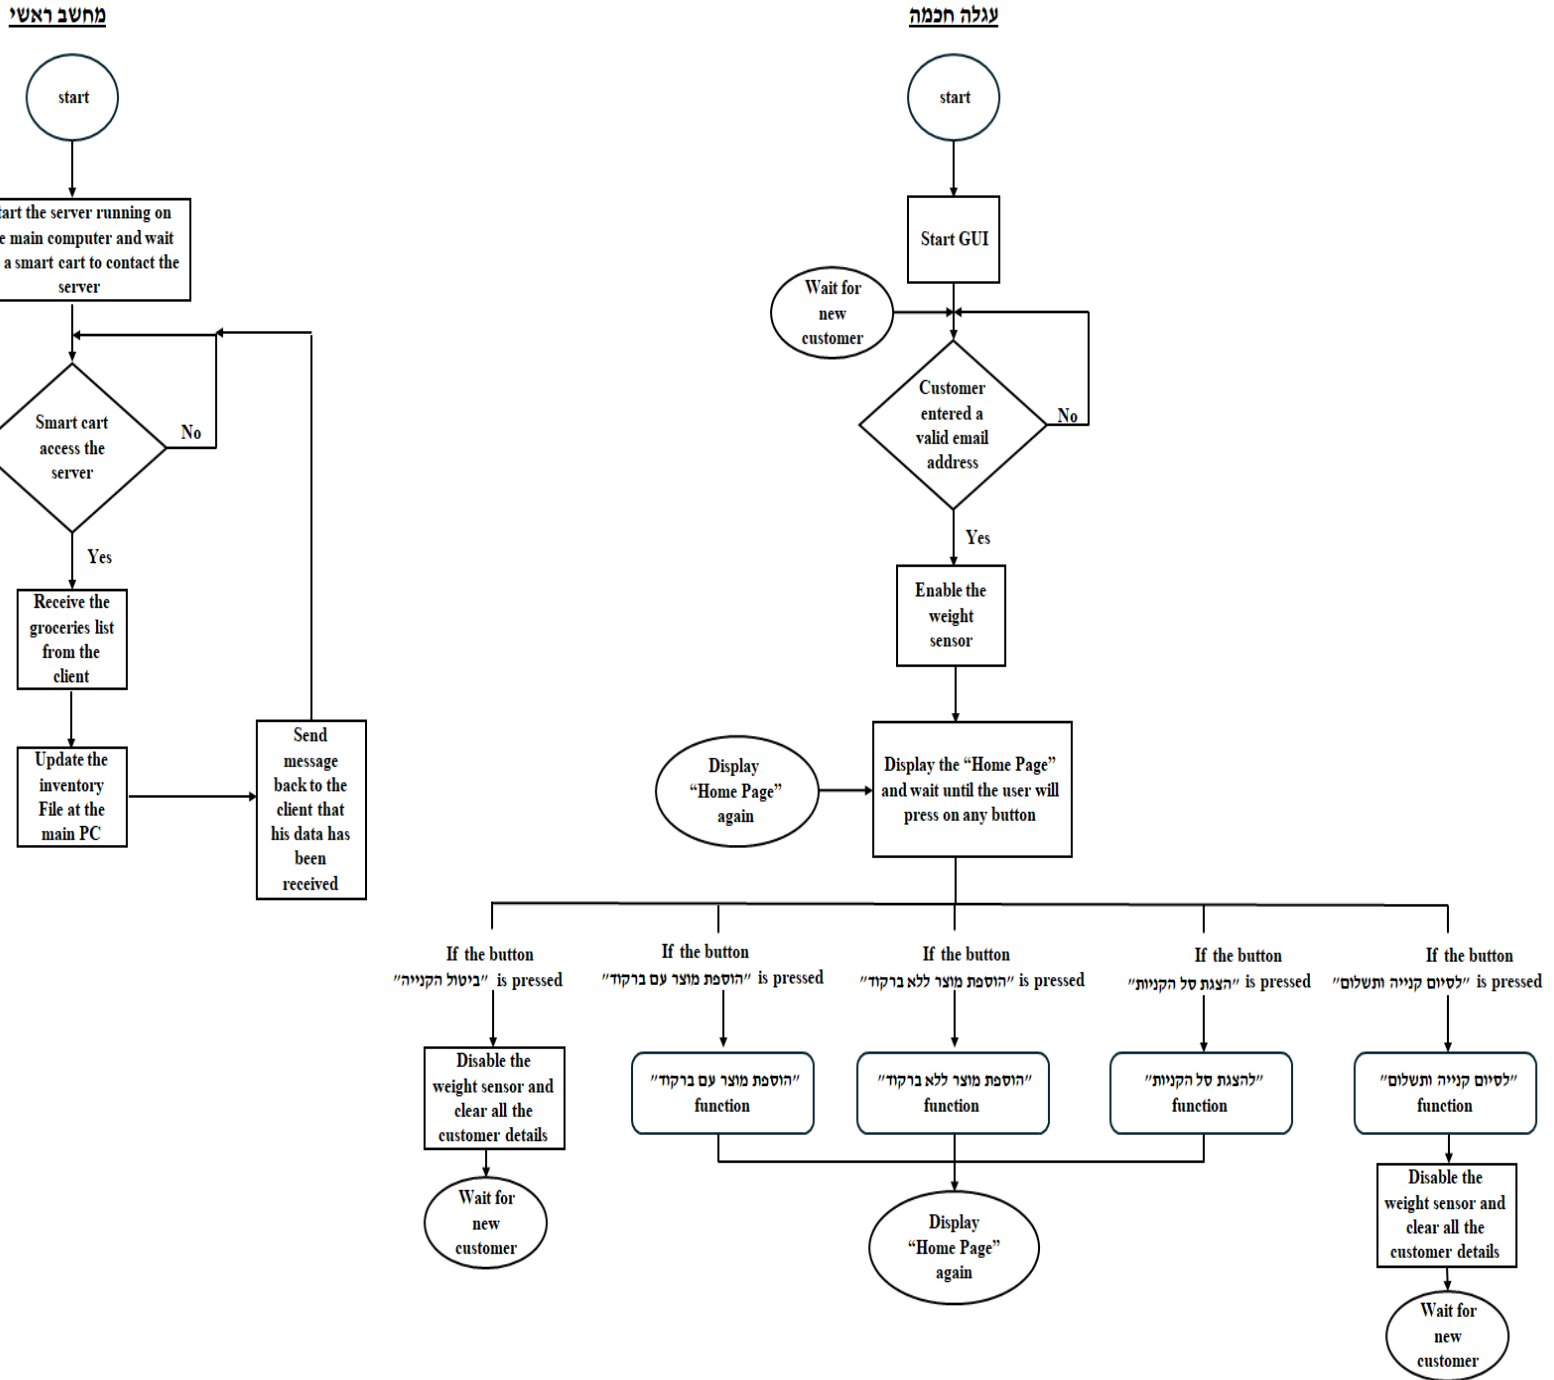 מחשב ראשי
start
tart the server running on
e main computer and wait
a smart cart to contact the
server
Smart cart
access the
server
No
Yes
Receive the
groceries list
from the
client
Update the
inventory
File at the
main PC
Send
message
back to the
client that
his data has
been
received
עגלה חכמה
start
Start GUI
Wait for
new
customer
Customer
entered a
valid email
address
No
Yes
Enable the
weight
sensor
Display
“Home Page”
again
Display the “Home Page”
and wait until the user will
press on any button
If the button
"ביטול הקנייה" is pressed
If the button
"הוספת מוצר עם ברקוד" is pressed
If the button
"הוספת מוצר ללא ברקוד" is pressed
If the button
"הצגת סל הקניות" is pressed
If the button
"לסיום קנייה ותשלום" is pressed
Disable the
weight sensor and
clear all the
customer details
Wait for
new
customer
"הוספת מוצר עם ברקוד"
function
"הוספת מוצר ללא ברקוד"
function
"להצגת סל הקניות"
function
Display
“Home Page”
again
"לסיום קנייה ותשלום"
function
Disable the
weight sensor and
clear all the
customer details
Wait for
new
customer